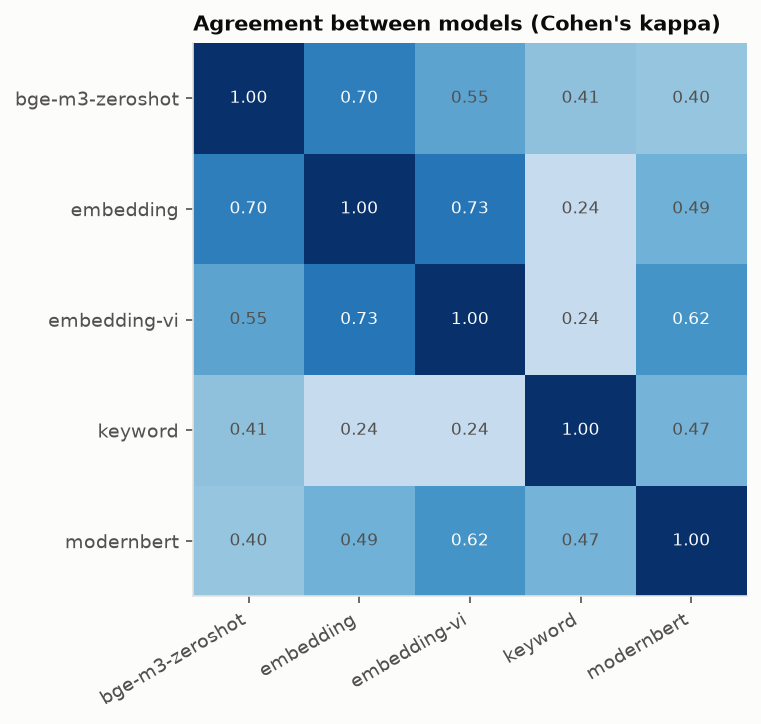 Agreement between models (Cohen's kappa)
bge-m3-zeroshot 1.00 0.70 0.55 0.41 0.40
embedding 0.70 1.00 0.73 0.24 0.49
embedding-vi 0.55 0.73 1.00 0.24 0.62
keyword 0.41 0.24 0.24 1.00 0.47
modernbert 0.40 0.49 0.62 0.47 1.00
bge-m3-zeroshot embedding embedding-vi keyword modernbert